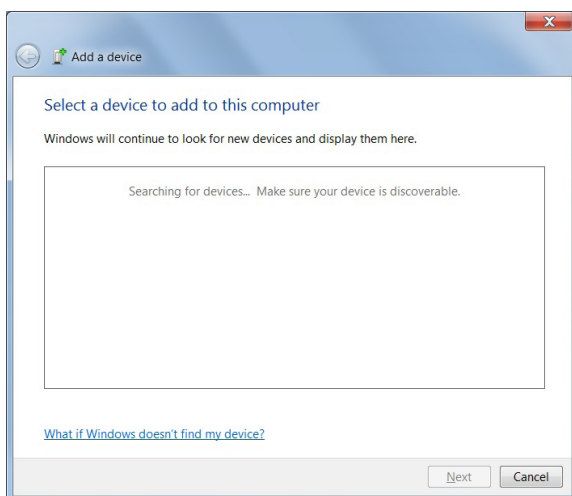 X
Add a device
Select a device to add to this computer
Windows will continue to look for new devices and display them here.
Searching for devices... Make sure your device is discoverable.
What if Windows doesn't find my device?
Next Cancel